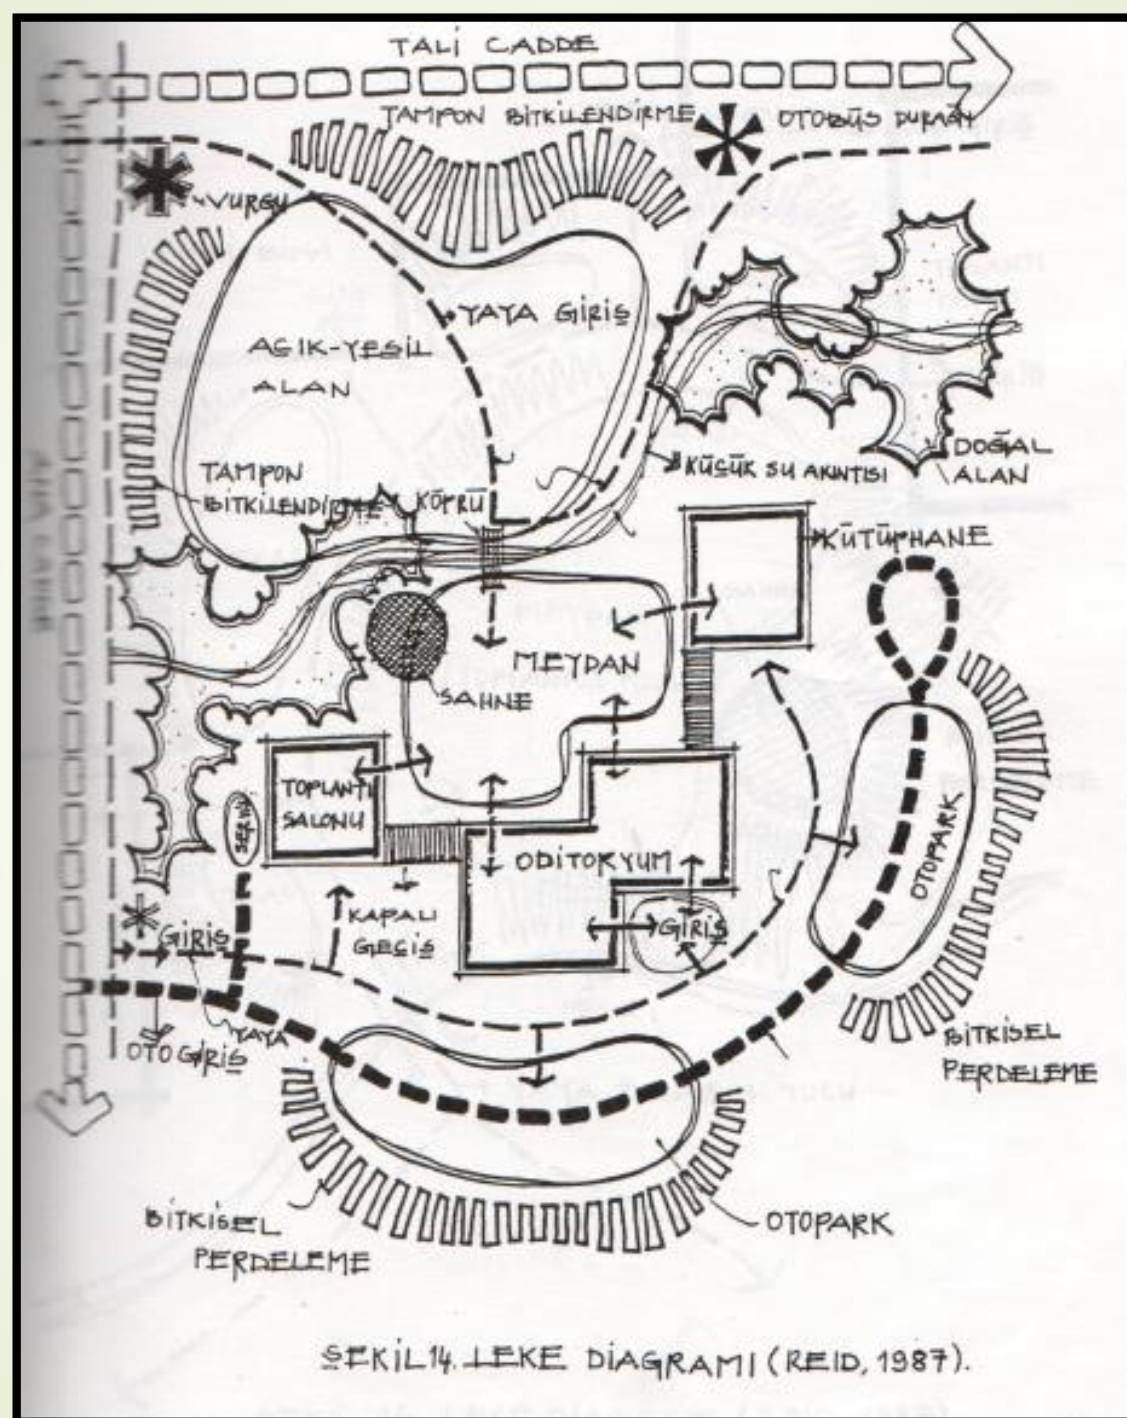 TALİ CADDE
TAMPON BİTKİLENDİRME
OTOBÜS DURAĞI
VURGU
YAYA GİRİŞ
AÇIK-YEŞİL
ALAN
TAMPON
BİTKİLENDİRME
KÖPRÜ
KÜÇÜK SU AKINTISI
DOĞAL
ALAN
KÜTÜPHANE
MEYDAN
SAHNE
TOPLANTI
SALONU
SERVİS
ODİTORYUM
OTOPARK
KAPALI
GEÇİŞ
GİRİŞ
GİRİŞ
YAYA
OTO GİRİŞ
BİTKİSEL
PERDELEME
BİTKİSEL
PERDELEME
OTOPARK
ŞEKİL 14. LEKE DİAGRAMI (REID, 1987).